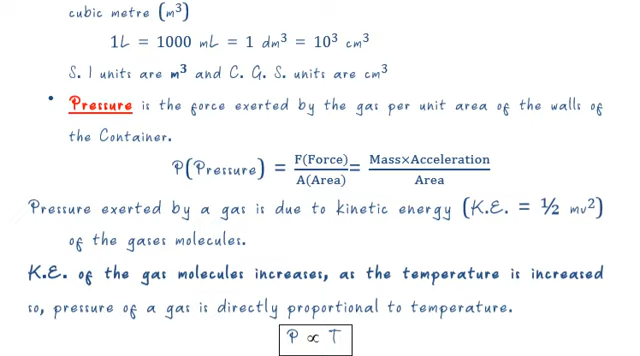 cubic metre (m³)
1L = 1000 mL = 1 dm³ = 10³ cm³
S. I units are m³ and C. G. S. units are cm³
• Pressure is the force exerted by the gas per unit area of the walls of
the Container.
P(Pressure) = F(Force)/A(Area) = Mass×Acceleration/Area
Pressure exerted by a gas is due to kinetic energy (K.E. = ½ mv²)
of the gases molecules.
K.E. of the gas molecules increases, as the temperature is increased
so, pressure of a gas is directly proportional to temperature.
P ∝ T